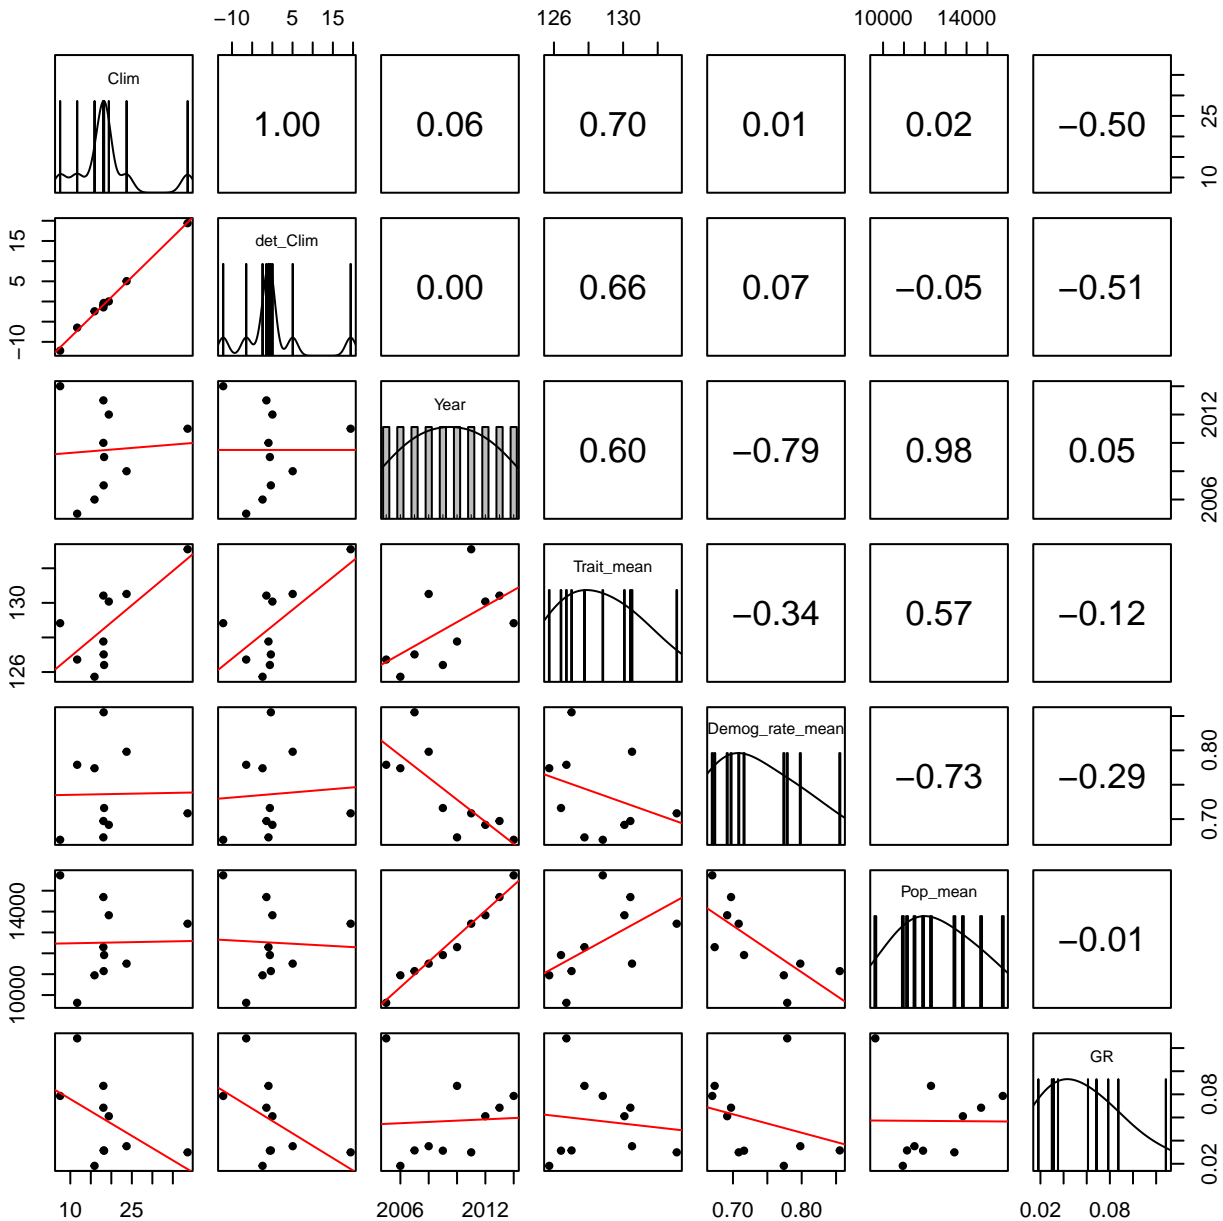 −10 5 15 126 130 10000 14000
Clim 1.00 0.06 0.70 0.01 0.02 −0.50 10 25
−10 5 15 det_Clim 0.00 0.66 0.07 −0.05 −0.51
Year 0.60 −0.79 0.98 0.05 2006 2012
126 130 Trait_mean −0.34 0.57 −0.12
Demog_rate_mean −0.73 −0.29 0.70 0.80
10000 14000 Pop_mean −0.01
GR 0.02 0.08
10 25 2006 2012 0.70 0.80 0.02 0.08